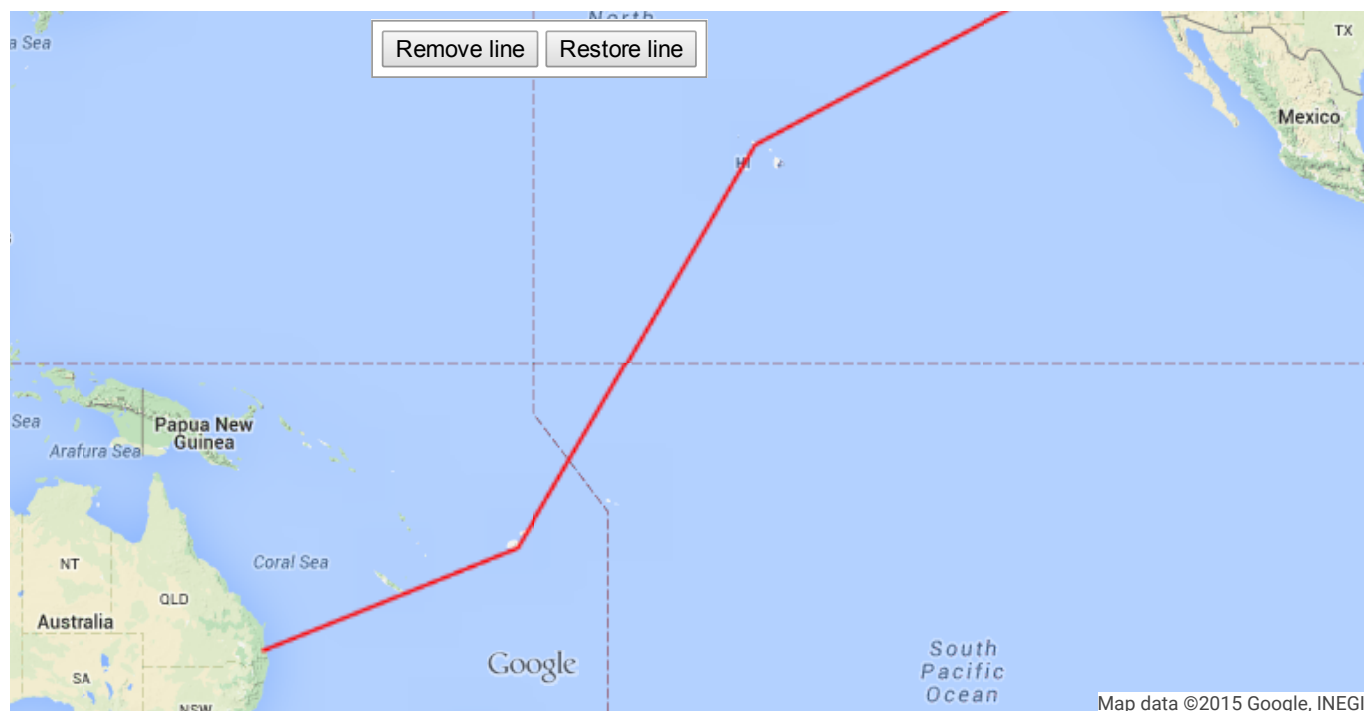 North
a Sea
Remove line
Restore line
TX
Mexico
HI
Sea
Papua New
Guinea
Arafura Sea
NT
Coral Sea
QLD
Australia
SA
Google
South
Pacific
Ocean
NSW
Map data ©2015 Google, INEGI